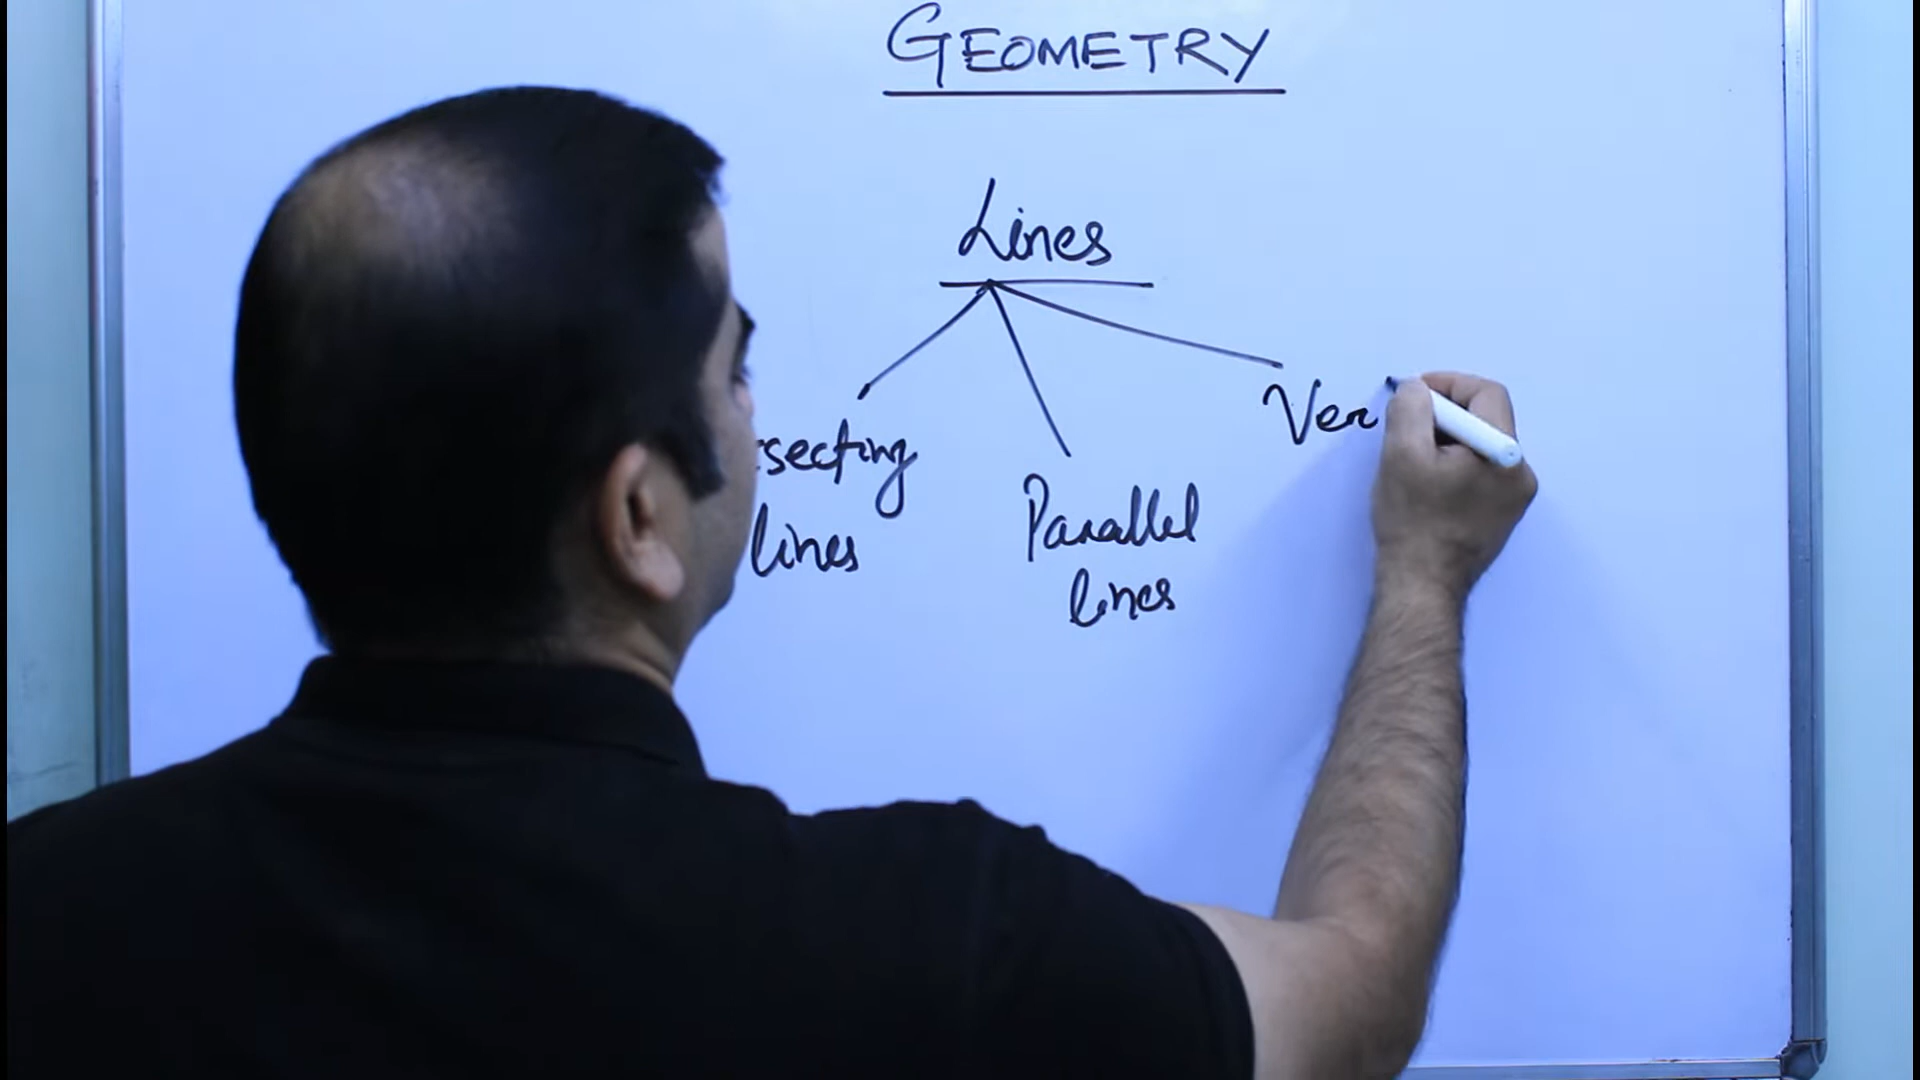 GEOMETRY
Lines
secting
lines
Parallel
lines
Ver